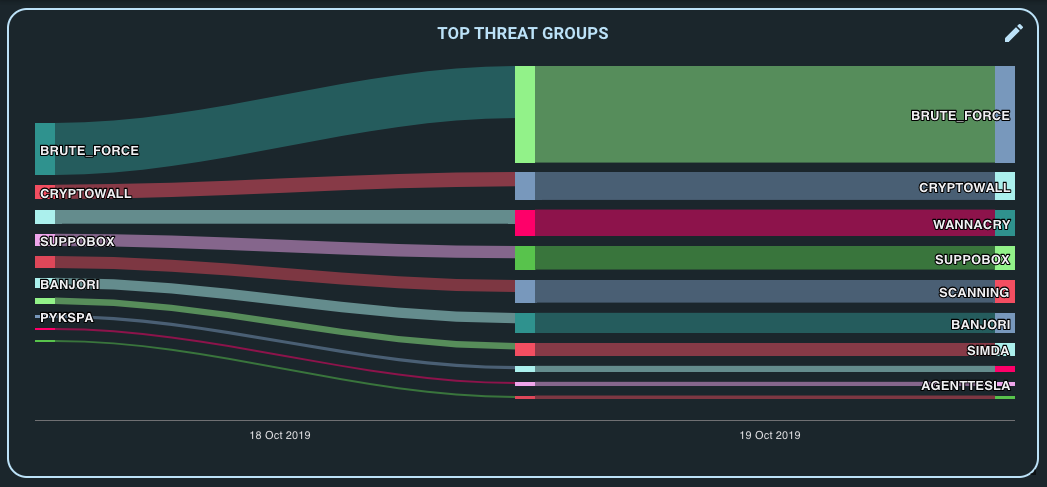 TOP THREAT GROUPS
BRUTE_FORCE
CRYPTOWALL
SUPPOBOX
BANJORI
PYKSPA
BRUTE_FORCE
CRYPTOWALL
WANNACRY
SUPPOBOX
SCANNING
BANJORI
SIMDA
AGENTTESLA
18 Oct 2019
19 Oct 2019